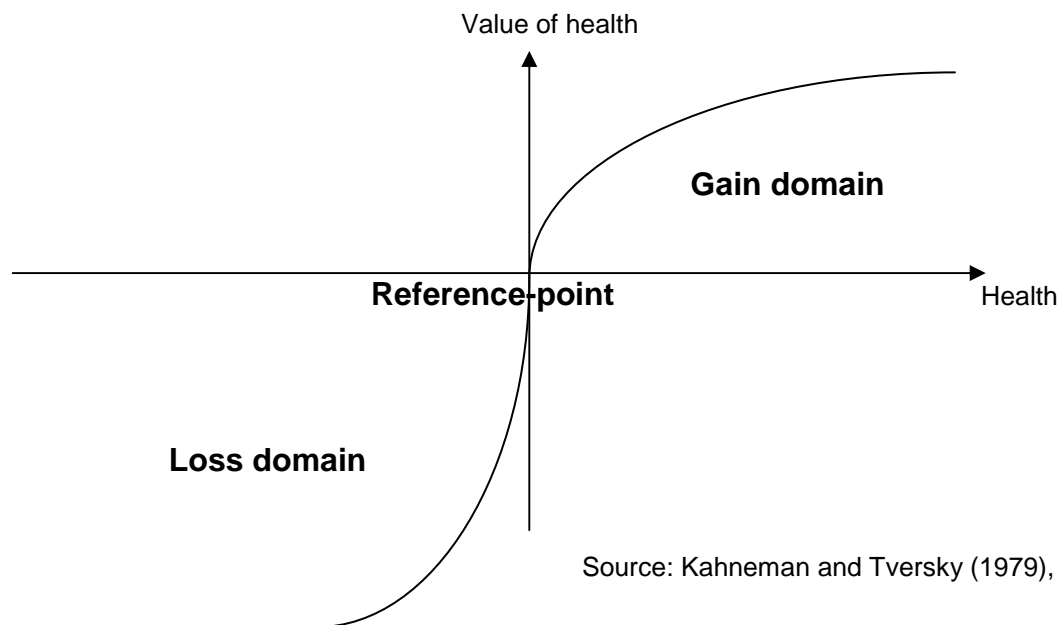 Value of health
Gain domain
Reference-point
Health
Loss domain
Source: Kahneman and Tversky (1979),